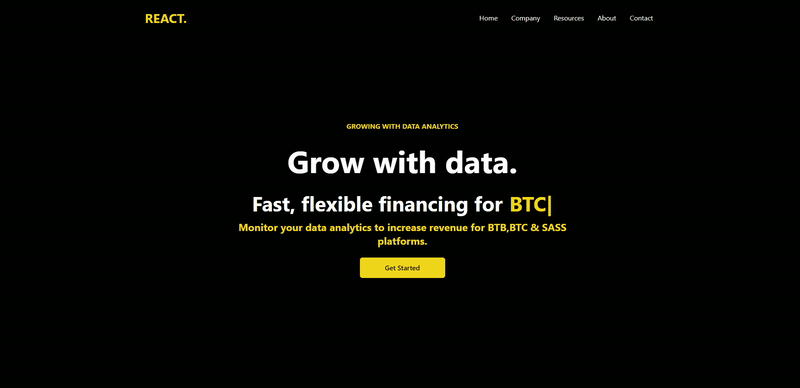 REACT.
Home Company Resources About Contact
GROWING WITH DATA ANALYTICS
Grow with data.
Fast, flexible financing for BTC|
Monitor your data analytics to increase revenue for BTB,BTC & SASS
platforms.
Get Started